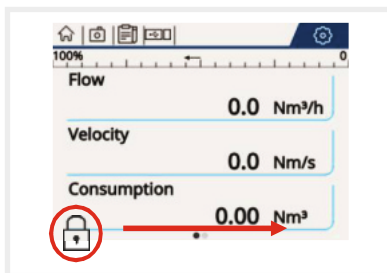 100% 0
Flow
0.0 Nm³/h
Velocity
0.0 Nm/s
Consumption
0.00 Nm³